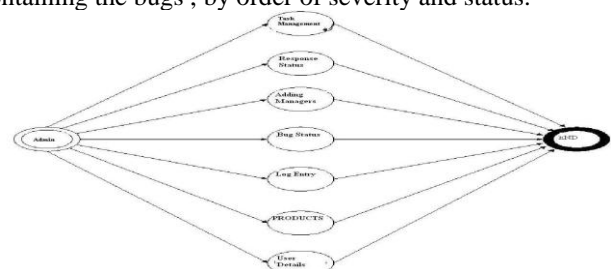 ntaining the bugs , by order of severity and status.
Task
Management
Response
Status
Adding
Managers
Admin
Bug Status
END
Log Entry
PRODUCTS
User
Details